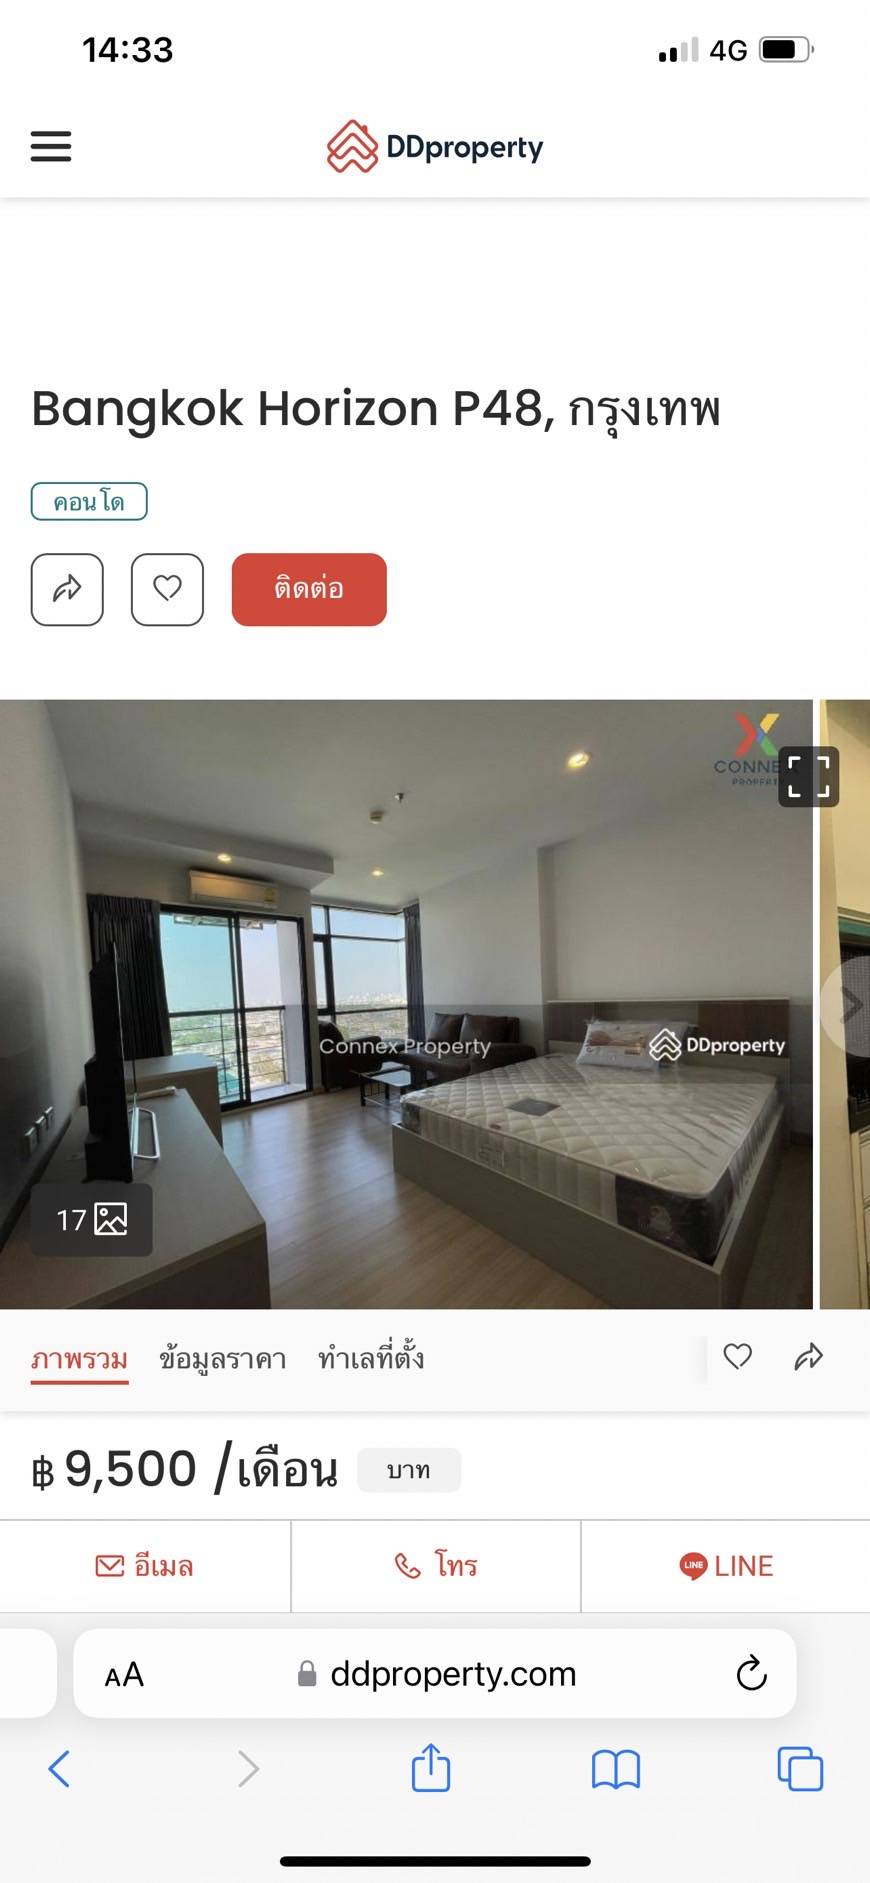 14:33
4G
DDproperty
Bangkok Horizon P48, กรุงเทพ
คอนโด
ติดต่อ
CONNEX
PROPERTY
Connex Property
DDproperty
17
ภาพรวม ข้อมูลราคา ทำเลที่ตั้ง
฿ 9,500 /เดือน บาท
อีเมล โทร LINE LINE
AA ddproperty.com